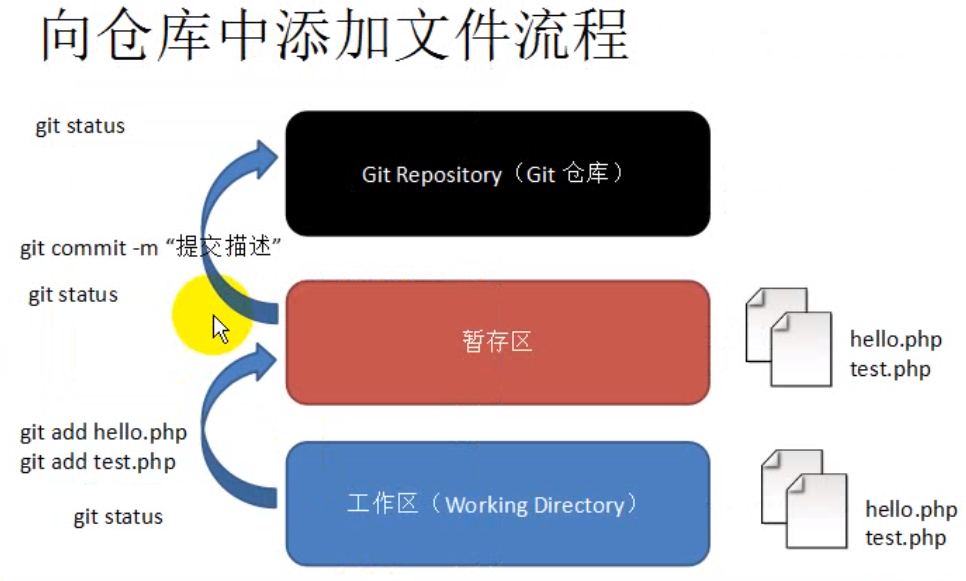 向仓库中添加文件流程
git status
Git Repository（Git 仓库）
git commit -m “提交描述”
git status
暂存区
hello.php
test.php
git add hello.php
git add test.php
git status
工作区（Working Directory）
hello.php
test.php